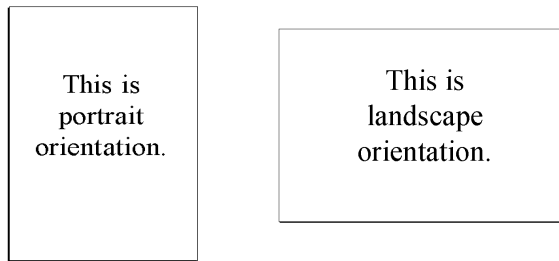 This is
portrait
orientation.
This is
landscape
orientation.